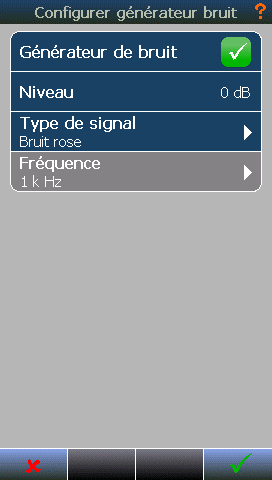 Configurer générateur bruit ?
Générateur de bruit
Niveau 0 dB
Type de signal
Bruit rose
Fréquence
1 k Hz